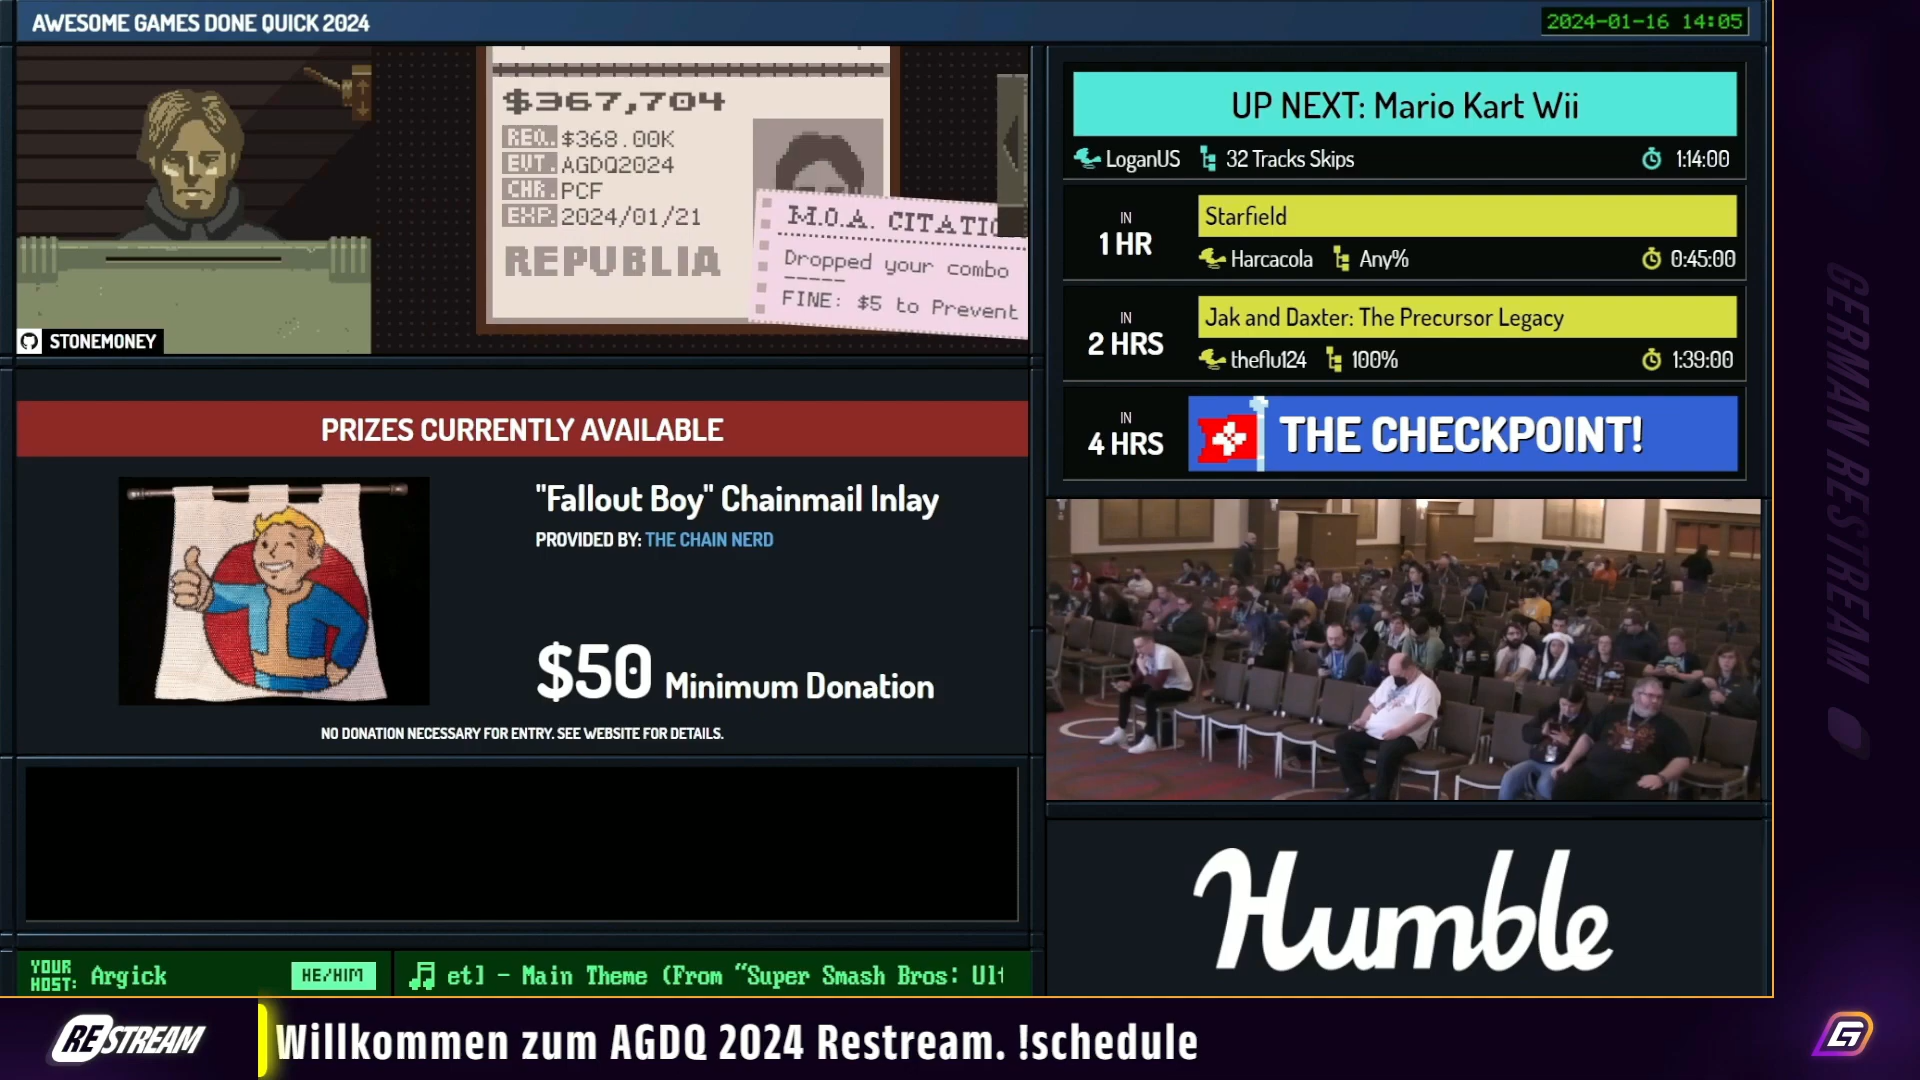 AWESOME GAMES DONE QUICK 2024
2024-01-16 14:05
$367,704
REQ. $368.00K
EVT. AGDQ2024
CHR. PCF
EXP. 2024/01/21
REPUBLIA
M.O.A. CITATIO
Dropped your combo
FINE: $5 to Prevent
STONEMONEY
UP NEXT: Mario Kart Wii
LoganUS 32 Tracks Skips 1:14:00
IN
1 HR
Starfield
Harcacola Any% 0:45:00
IN
2 HRS
Jak and Daxter: The Precursor Legacy
theflu124 100% 1:39:00
IN
4 HRS
THE CHECKPOINT!
PRIZES CURRENTLY AVAILABLE
"Fallout Boy" Chainmail Inlay
PROVIDED BY: THE CHAIN NERD
$50 Minimum Donation
NO DONATION NECESSARY FOR ENTRY. SEE WEBSITE FOR DETAILS.
Humble
YOUR HOST: Argick HE/HIM
et] - Main Theme (From "Super Smash Bros: Ult
GERMAN RESTREAM
RESTREAM
Willkommen zum AGDQ 2024 Restream. !schedule
G